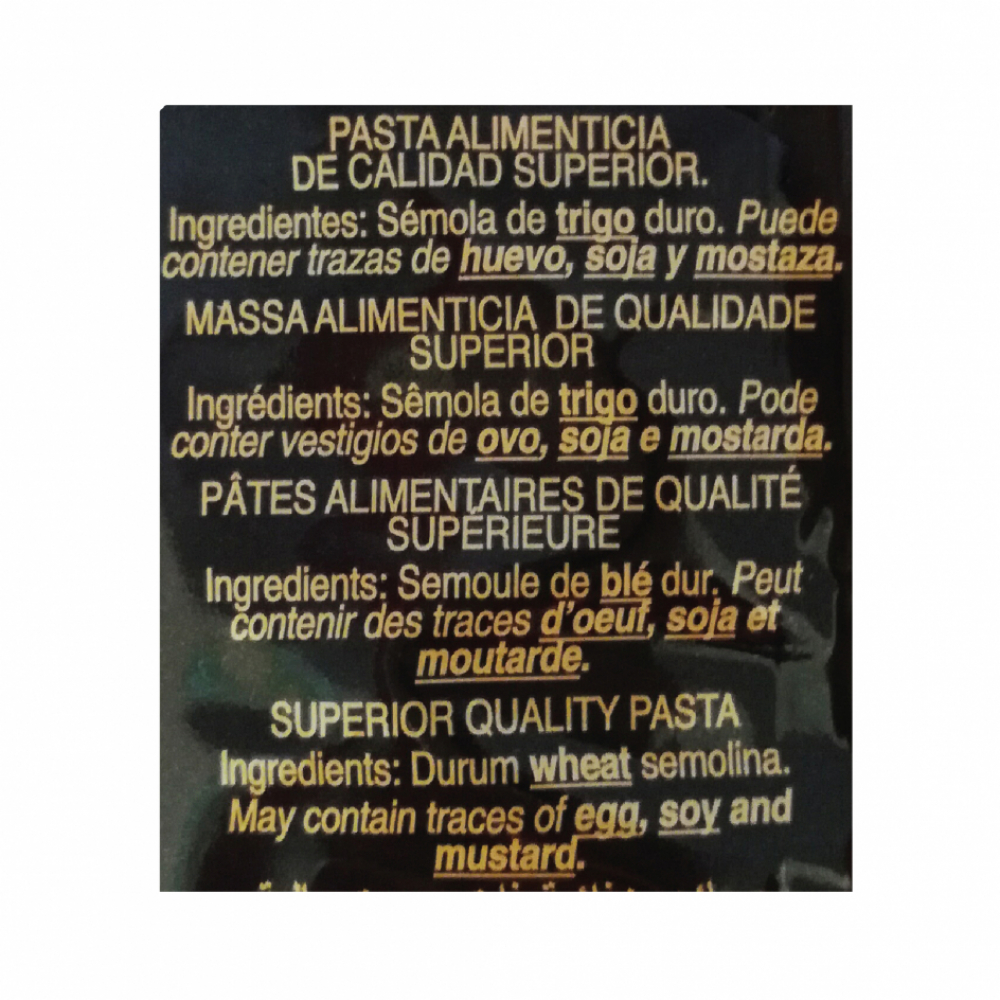 PASTA ALIMENTICIA
DE CALIDAD SUPERIOR.
Ingredientes: Sémola de trigo duro. Puede
contener trazas de huevo, soja y mostaza.
MASSA ALIMENTICIA DE QUALIDADE
SUPERIOR
Ingrédients: Sêmola de trigo duro. Pode
conter vestigios de ovo, soja e mostarda.
PÂTES ALIMENTAIRES DE QUALITÉ
SUPÉRIEURE
Ingredients: Semoule de blé dur. Peut
contenir des traces d'oeuf, soja et
moutarde.
SUPERIOR QUALITY PASTA
Ingredients: Durum wheat semolina.
May contain traces of egg, soy and
mustard.